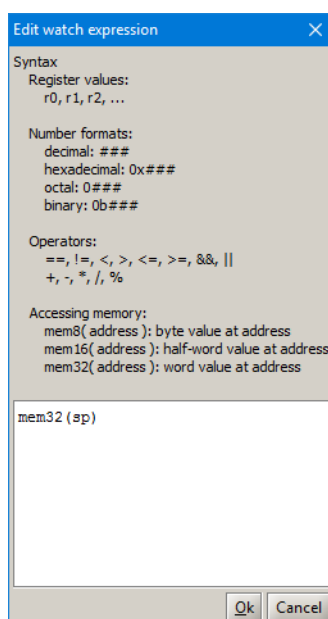 Edit watch expression
Syntax
Register values:
r0, r1, r2, ...
Number formats:
decimal: ###
hexadecimal: 0x###
octal: 0###
binary: 0b###
Operators:
==, !=, <, >, <=, >=, &&, ||
+, -, *, /, %
Accessing memory:
mem8( address ): byte value at address
mem16( address ): half-word value at address
mem32( address ): word value at address
mem32(sp)
Ok Cancel